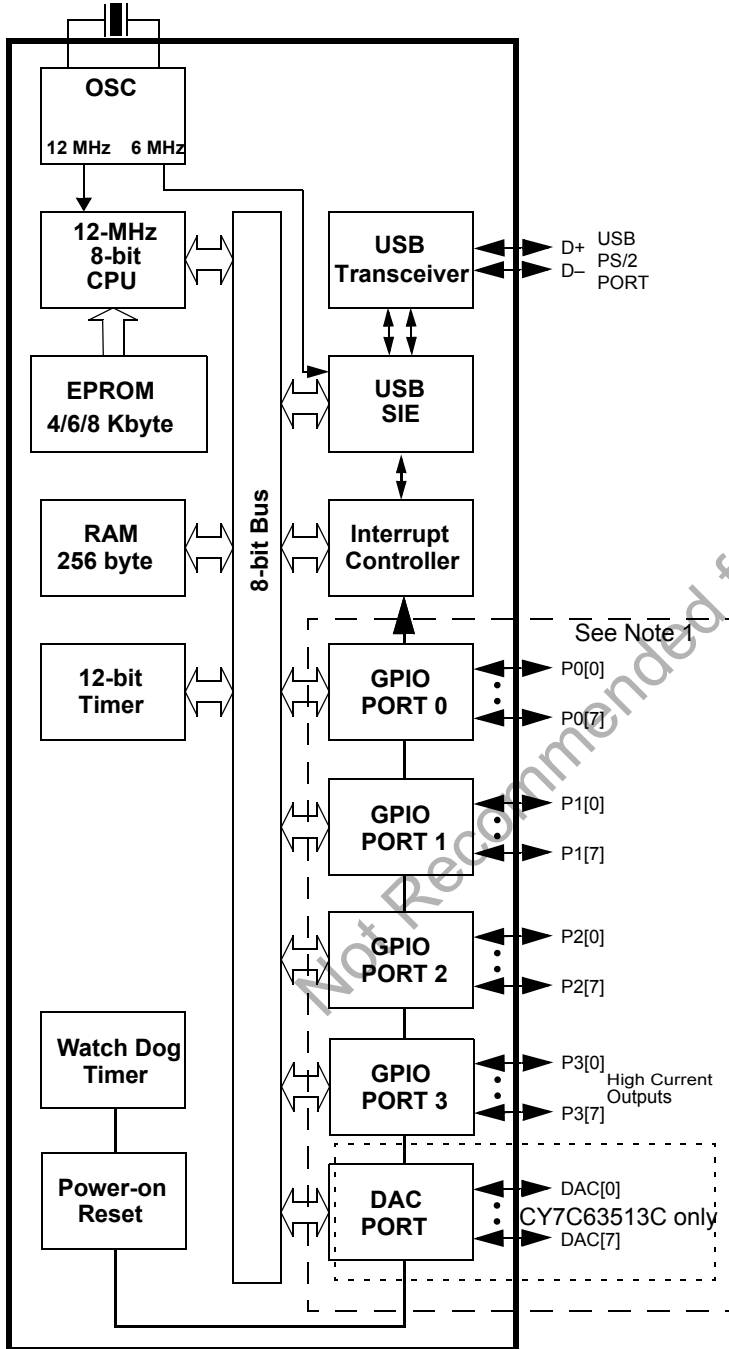 OSC
12 MHz 6 MHz
12-MHz
8-bit
CPU
USB
Transceiver
D+
D–
USB
PS/2
PORT
EPROM
4/6/8 Kbyte
USB
SIE
8-bit Bus
RAM
256 byte
Interrupt
Controller
See Note 1
12-bit
Timer
GPIO
PORT 0
P0[0]
P0[7]
GPIO
PORT 1
P1[0]
P1[7]
GPIO
PORT 2
P2[0]
P2[7]
Watch Dog
Timer
GPIO
PORT 3
P3[0]
P3[7]
High Current
Outputs
Power-on
Reset
DAC
PORT
DAC[0]
CY7C63513C only
DAC[7]
Not Recommended f